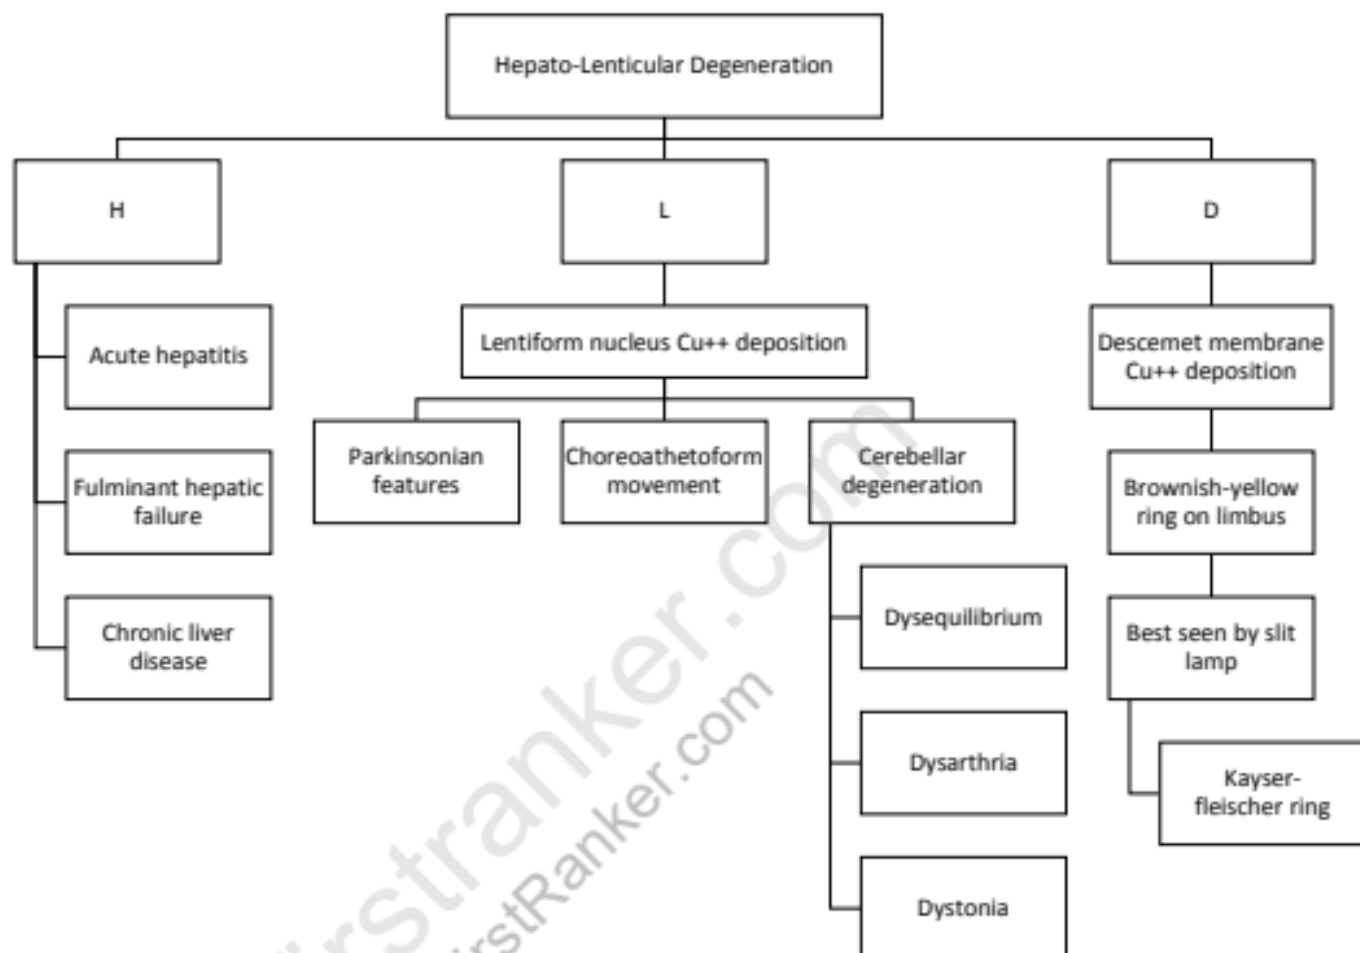 Hepato-Lenticular Degeneration
H
L
D
Acute hepatitis
Fulminant hepatic
failure
Chronic liver
disease
Lentiform nucleus Cu++ deposition
Parkinsonian
features
Choreoathetoform
movement
Cerebellar
degeneration
Dysequilibrium
Dysarthria
Dystonia
Descemet membrane
Cu++ deposition
Brownish-yellow
ring on limbus
Best seen by slit
lamp
Kayser-
fleischer ring
irstranker.com
irstRanker.com